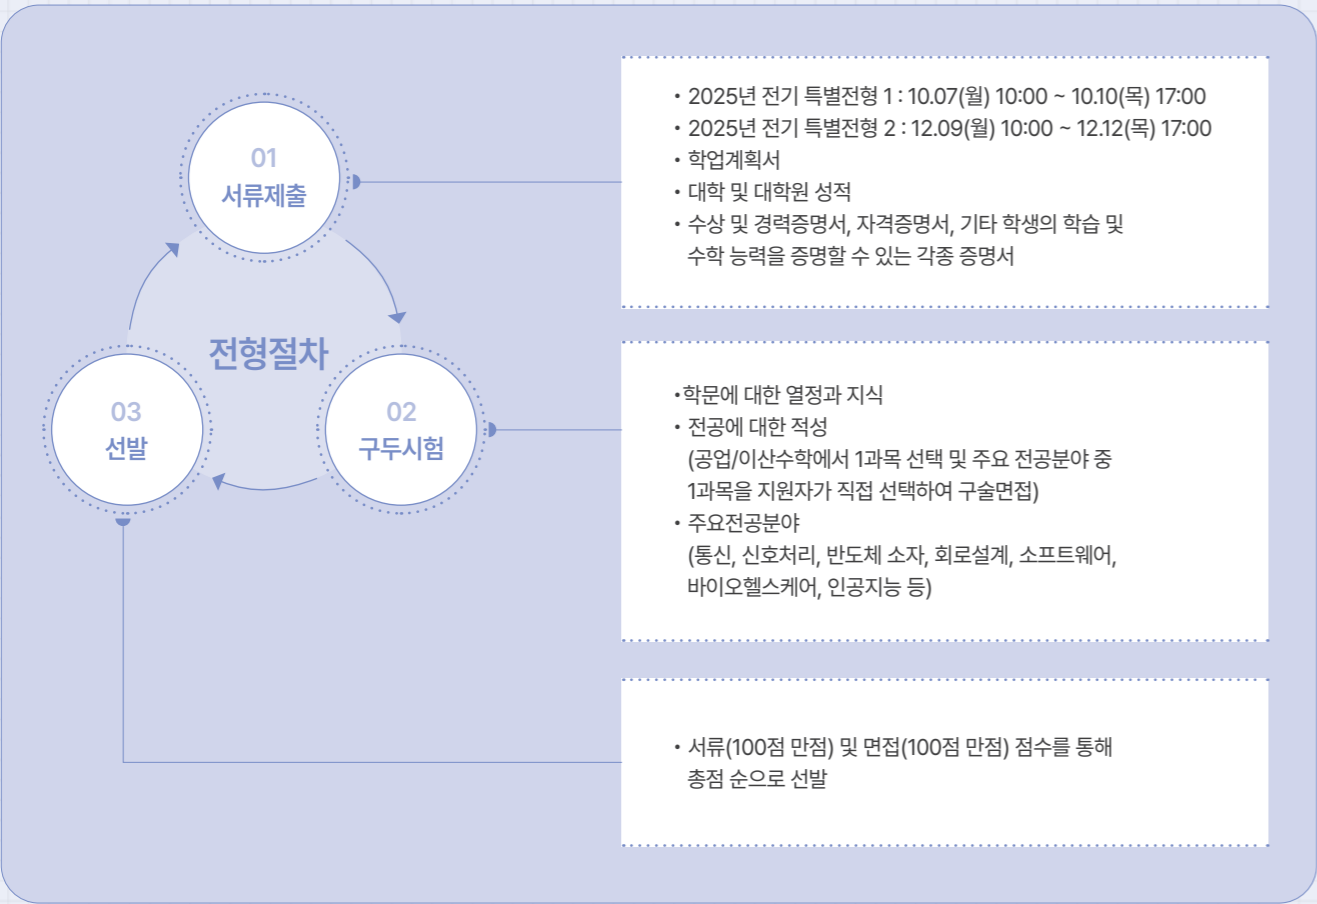 01
서류제출
전형절차
03
선발
02
구두시험
• 2025년 전기 특별전형 1 : 10.07(월) 10:00 ~ 10.10(목) 17:00
• 2025년 전기 특별전형 2 : 12.09(월) 10:00 ~ 12.12(목) 17:00
• 학업계획서
• 대학 및 대학원 성적
• 수상 및 경력증명서, 자격증명서, 기타 학생의 학습 및
수학 능력을 증명할 수 있는 각종 증명서
•학문에 대한 열정과 지식
• 전공에 대한 적성
(공업/이산수학에서 1과목 선택 및 주요 전공분야 중
1과목을 지원자가 직접 선택하여 구술면접)
• 주요전공분야
(통신, 신호처리, 반도체 소자, 회로설계, 소프트웨어,
바이오헬스케어, 인공지능 등)
• 서류(100점 만점) 및 면접(100점 만점) 점수를 통해
총점 순으로 선발